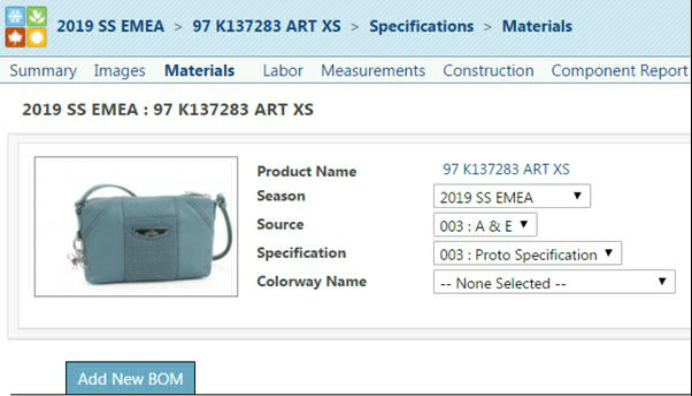 2019 SS EMEA > 97 K137283 ART XS > Specifications > Materials
Summary Images Materials Labor Measurements Construction Component Report
2019 SS EMEA : 97 K137283 ART XS
Product Name 97 K137283 ART XS
Season 2019 SS EMEA
Source 003 : A & E
Specification 003 : Proto Specification
Colorway Name -- None Selected --
Add New BOM